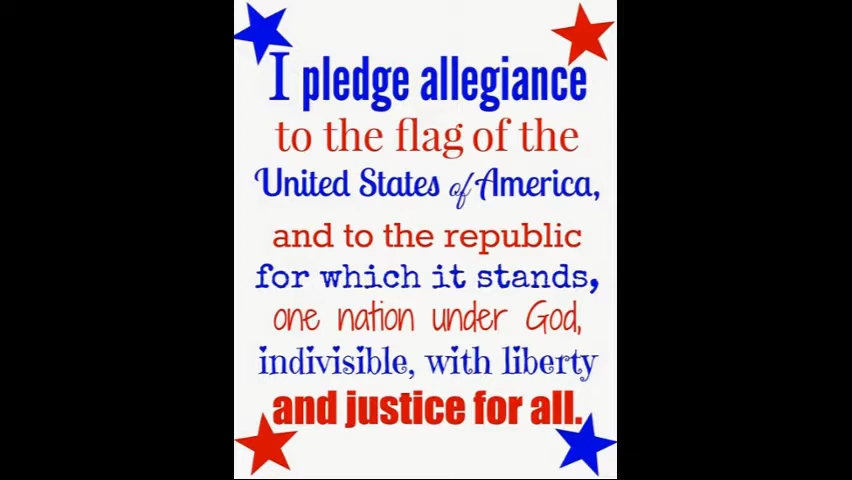 I pledge allegiance
to the flag of the
United States of America,
and to the republic
for which it stands,
one nation under God,
indivisible, with liberty
and justice for all.